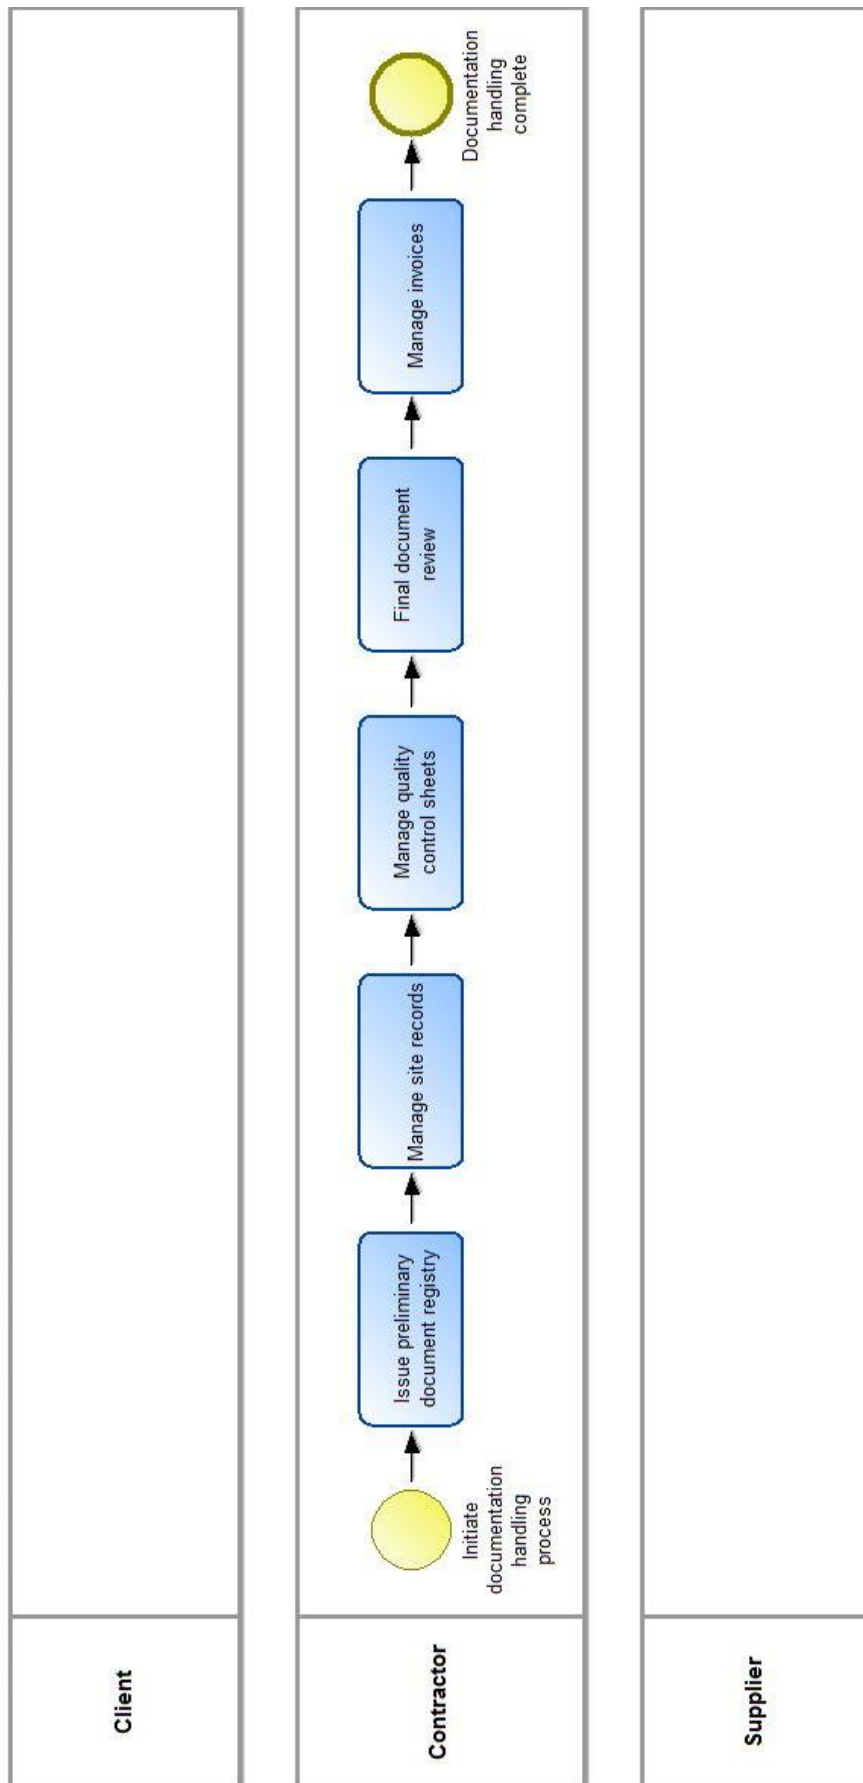 Client
Contractor
Initiate
documentation
handling
process
Issue preliminary
document registry
Manage site records
Manage quality
control sheets
Final document
review
Manage invoices
Documentation
handling
complete
Supplier